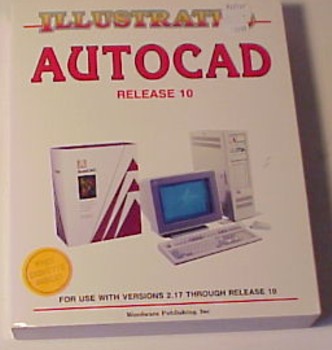 ILLUSTRATED
AUTOCAD
RELEASE 10
FOR USE WITH VERSIONS 2.17 THROUGH RELEASE 10
Wordware Publishing, Inc